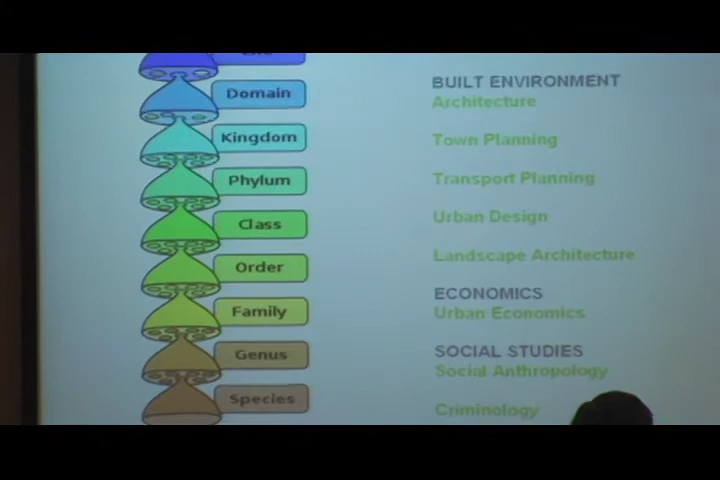 Domain
Kingdom
Phylum
Class
Order
Family
Genus
Species
BUILT ENVIRONMENT
Architecture
Town Planning
Transport Planning
Urban Design
Landscape Architecture
ECONOMICS
Urban Economics
SOCIAL STUDIES
Social Anthropology
Criminology